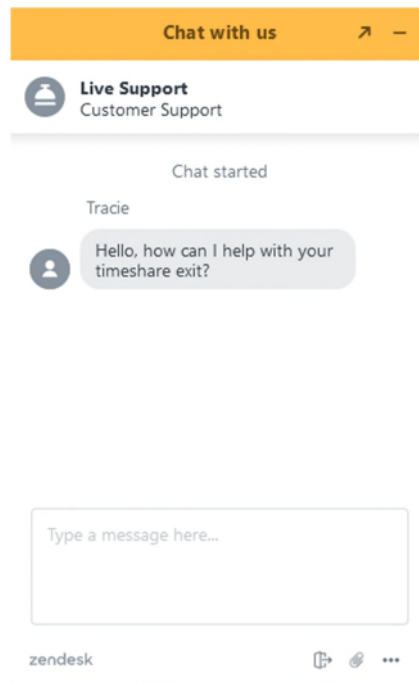 Chat with us
Live Support
Customer Support
Chat started
Tracie
Hello, how can I help with your
timeshare exit?
Type a message here...
zendesk